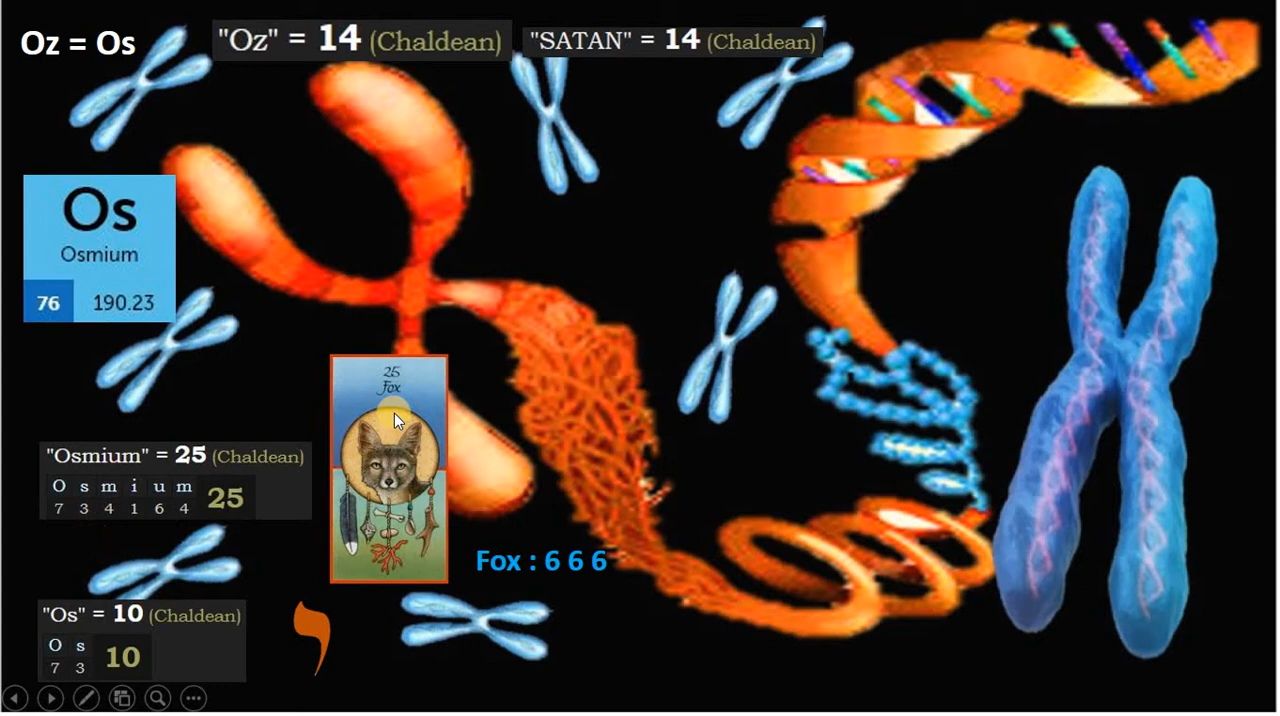 Oz = Os
"Oz" = 14 (Chaldean)
"SATAN" = 14 (Chaldean)
Os
Osmium
76 190.23
25
Fox
"Osmium" = 25 (Chaldean)
O s m i u m
7 3 4 1 6 4 25
Fox : 6 6 6
"Os" = 10 (Chaldean)
O s
7 3 10
י